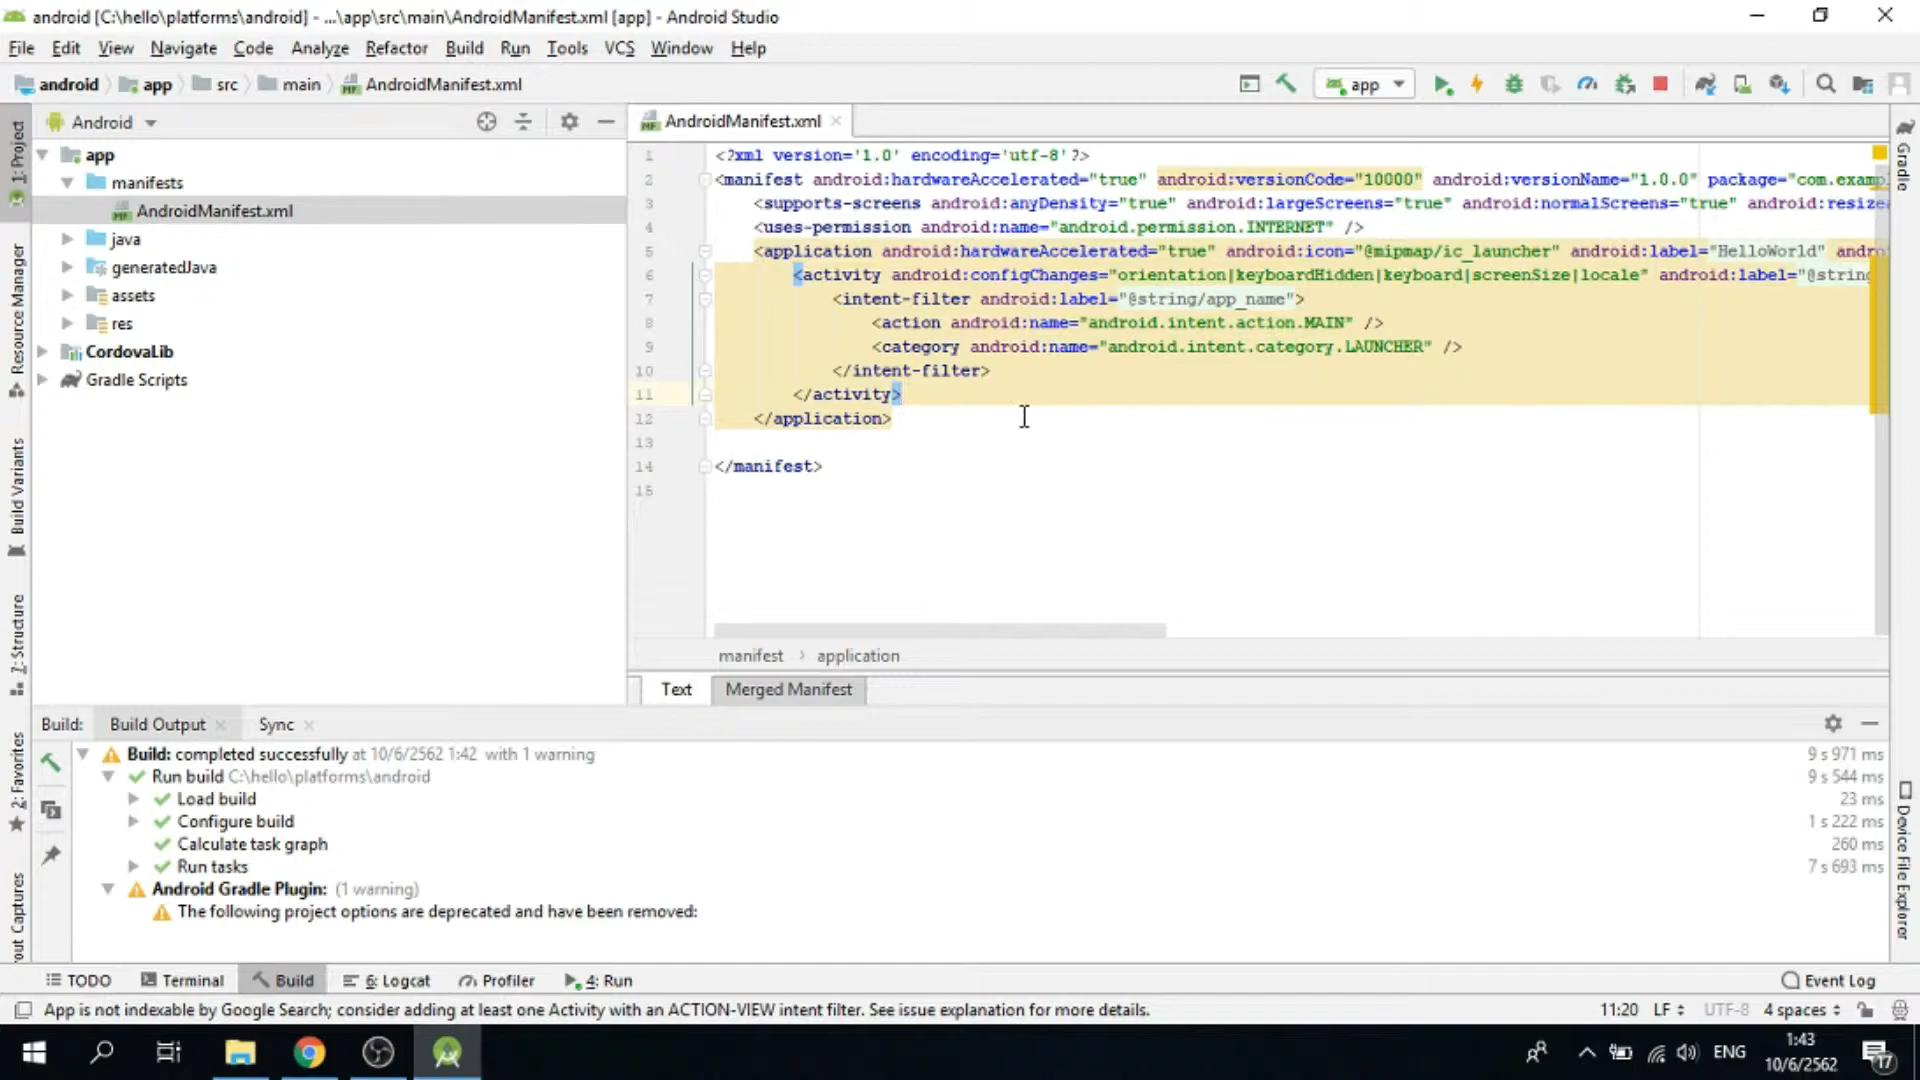 android [C:\hello\platforms\android] - ...\app\src\main\AndroidManifest.xml [app] - Android Studio
File Edit View Navigate Code Analyze Refactor Build Run Tools VCS Window Help
android app src main AndroidManifest.xml app
1: Project
Resource Manager
Build Variants
7: Structure
2: Favorites
out Captures
Android
app
manifests
AndroidManifest.xml
java
generatedJava
assets
res
CordovaLib
Gradle Scripts
AndroidManifest.xml
1 <?xml version='1.0' encoding='utf-8'?>
2 <manifest android:hardwareAccelerated="true" android:versionCode="10000" android:versionName="1.0.0" package="com.examp
3 <supports-screens android:anyDensity="true" android:largeScreens="true" android:normalScreens="true" android:resize
4 <uses-permission android:name="android.permission.INTERNET" />
5 <application android:hardwareAccelerated="true" android:icon="@mipmap/ic_launcher" android:label="HelloWorld" andro
6 <activity android:configChanges="orientation|keyboardHidden|keyboard|screenSize|locale" android:label="@string
7 <intent-filter android:label="@string/app_name">
8 <action android:name="android.intent.action.MAIN" />
9 <category android:name="android.intent.category.LAUNCHER" />
10 </intent-filter>
11 </activity>
12 </application>
13
14 </manifest>
15
manifest > application
Text Merged Manifest
Gradle
Device File Explorer
Build: Build Output Sync
Build: completed successfully at 10/6/2562 1:42 with 1 warning 9 s 971 ms
Run build C:\hello\platforms\android 9 s 544 ms
Load build 23 ms
Configure build 1 s 222 ms
Calculate task graph 260 ms
Run tasks 7 s 693 ms
Android Gradle Plugin: (1 warning)
The following project options are deprecated and have been removed:
TODO Terminal Build 6: Logcat Profiler 4: Run Event Log
App is not indexable by Google Search; consider adding at least one Activity with an ACTION-VIEW intent filter. See issue explanation for more details. 11:20 LF UTF-8 4 spaces
ENG 1:43
10/6/2562
17